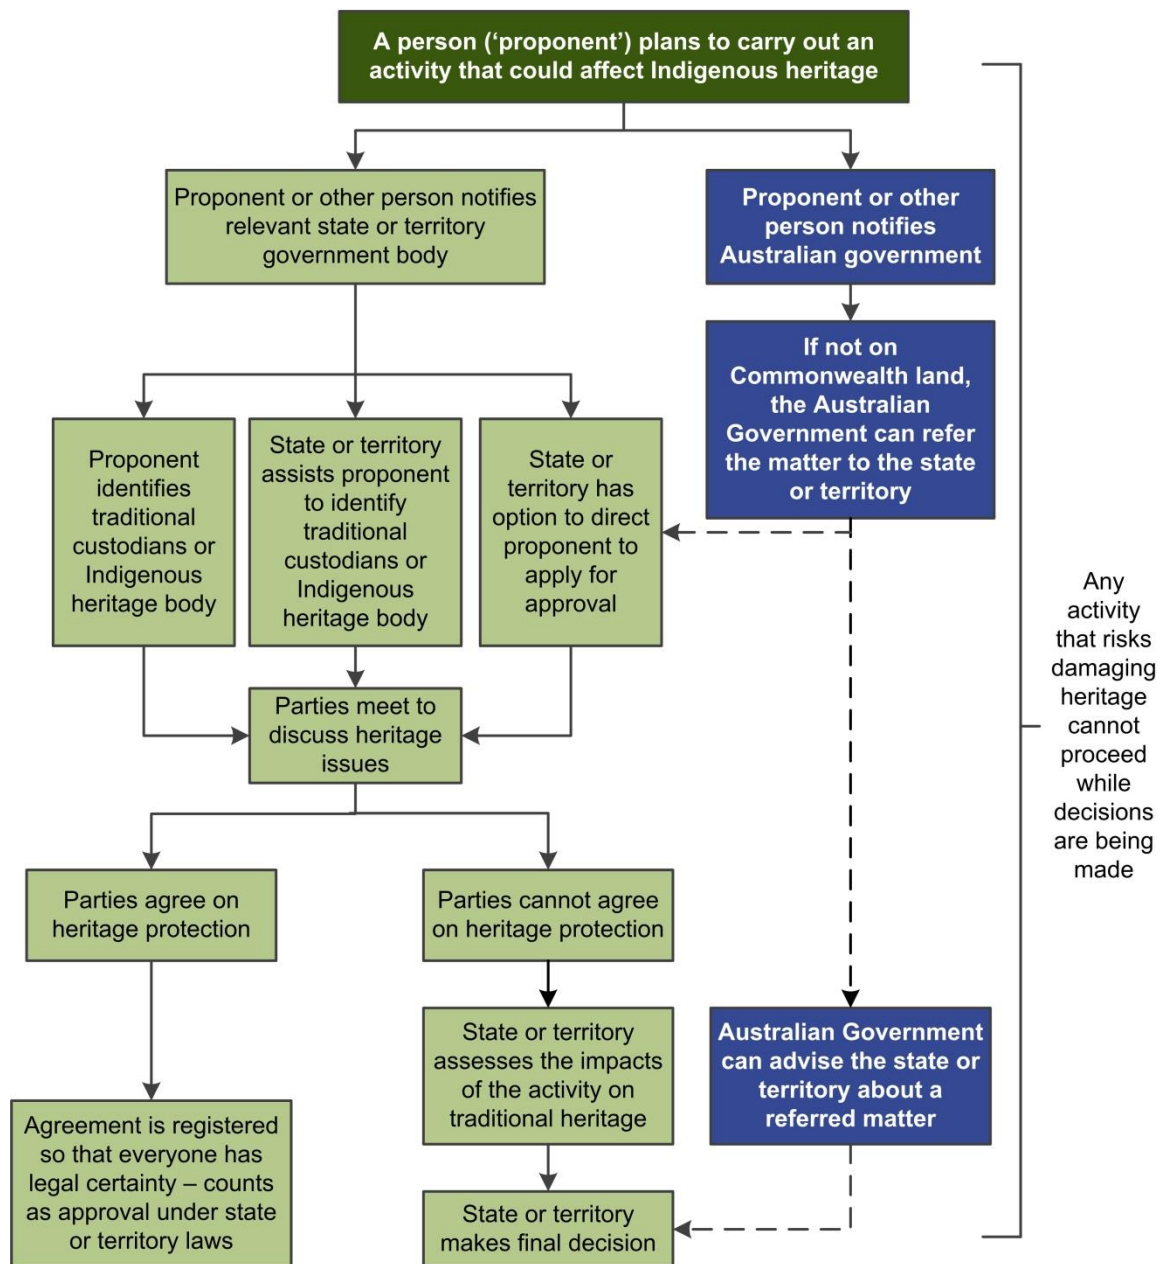 A person (‘proponent’) plans to carry out an
activity that could affect Indigenous heritage
Proponent or other person notifies
relevant state or territory
government body
Proponent or other
person notifies
Australian government
If not on
Commonwealth land,
the Australian
Government can refer
the matter to the state
or territory
Proponent
identifies
traditional
custodians or
Indigenous
heritage body
State or territory
assists proponent
to identify
traditional
custodians or
Indigenous
heritage body
State or
territory has
option to direct
proponent to
apply for
approval
Parties meet to
discuss heritage
issues
Parties agree on
heritage protection
Parties cannot agree
on heritage protection
Agreement is registered
so that everyone has
legal certainty – counts
as approval under state
or territory laws
State or territory
assesses the impacts
of the activity on
traditional heritage
Australian Government
can advise the state or
territory about a
referred matter
State or territory
makes final decision
Any
activity
that risks
damaging
heritage
cannot
proceed
while
decisions
are being
made